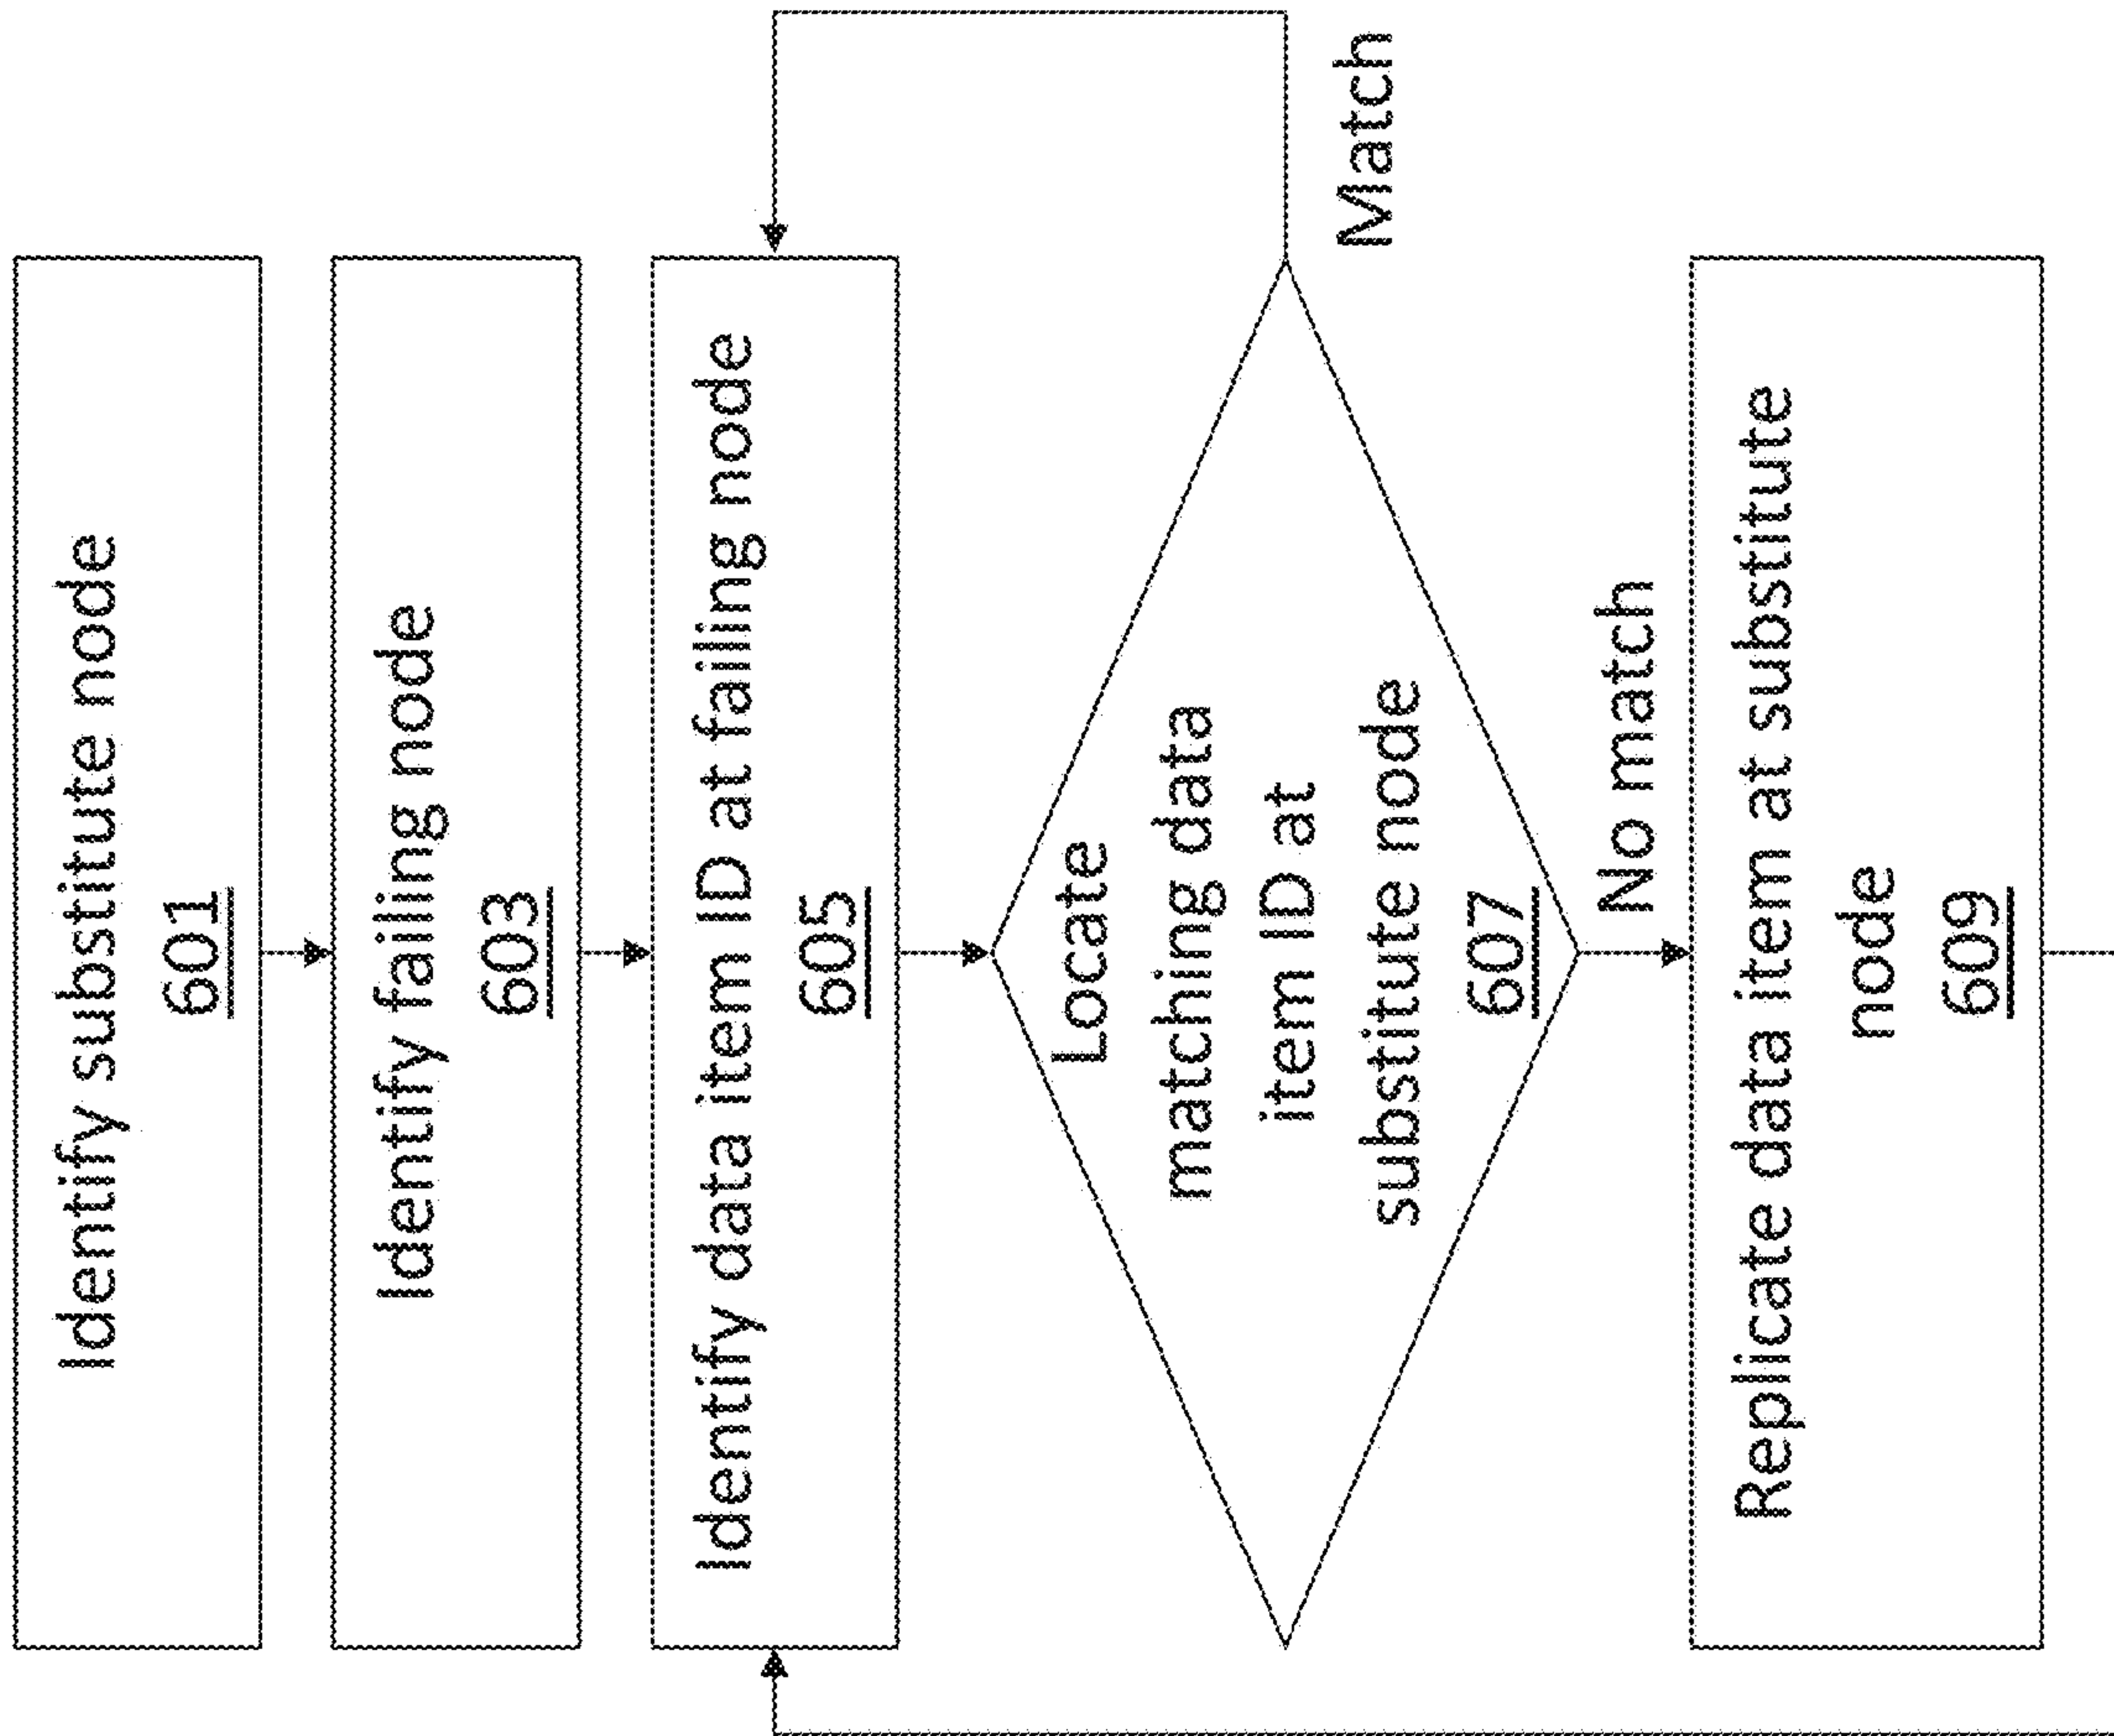 Identify substitute node
601
Identify failing node
603
Identify data item ID at failing node
605
Locate
matching data
item ID at
substitute node
607
Match
No match
Replicate data item at substitute
node
609